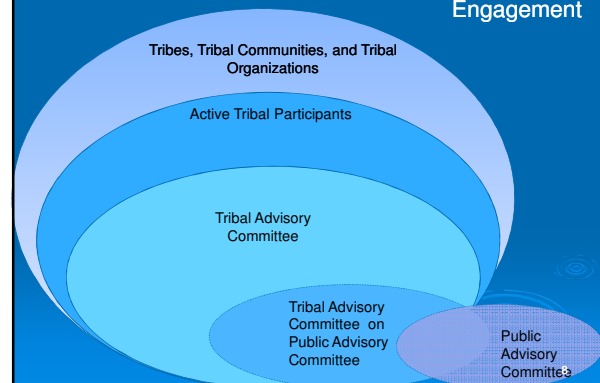 Engagement
Tribes, Tribal Communities, and Tribal
Organizations
Active Tribal Participants
Tribal Advisory
Committee
Tribal Advisory
Committee on
Public Advisory
Committee
Public
Advisory
Committee
8